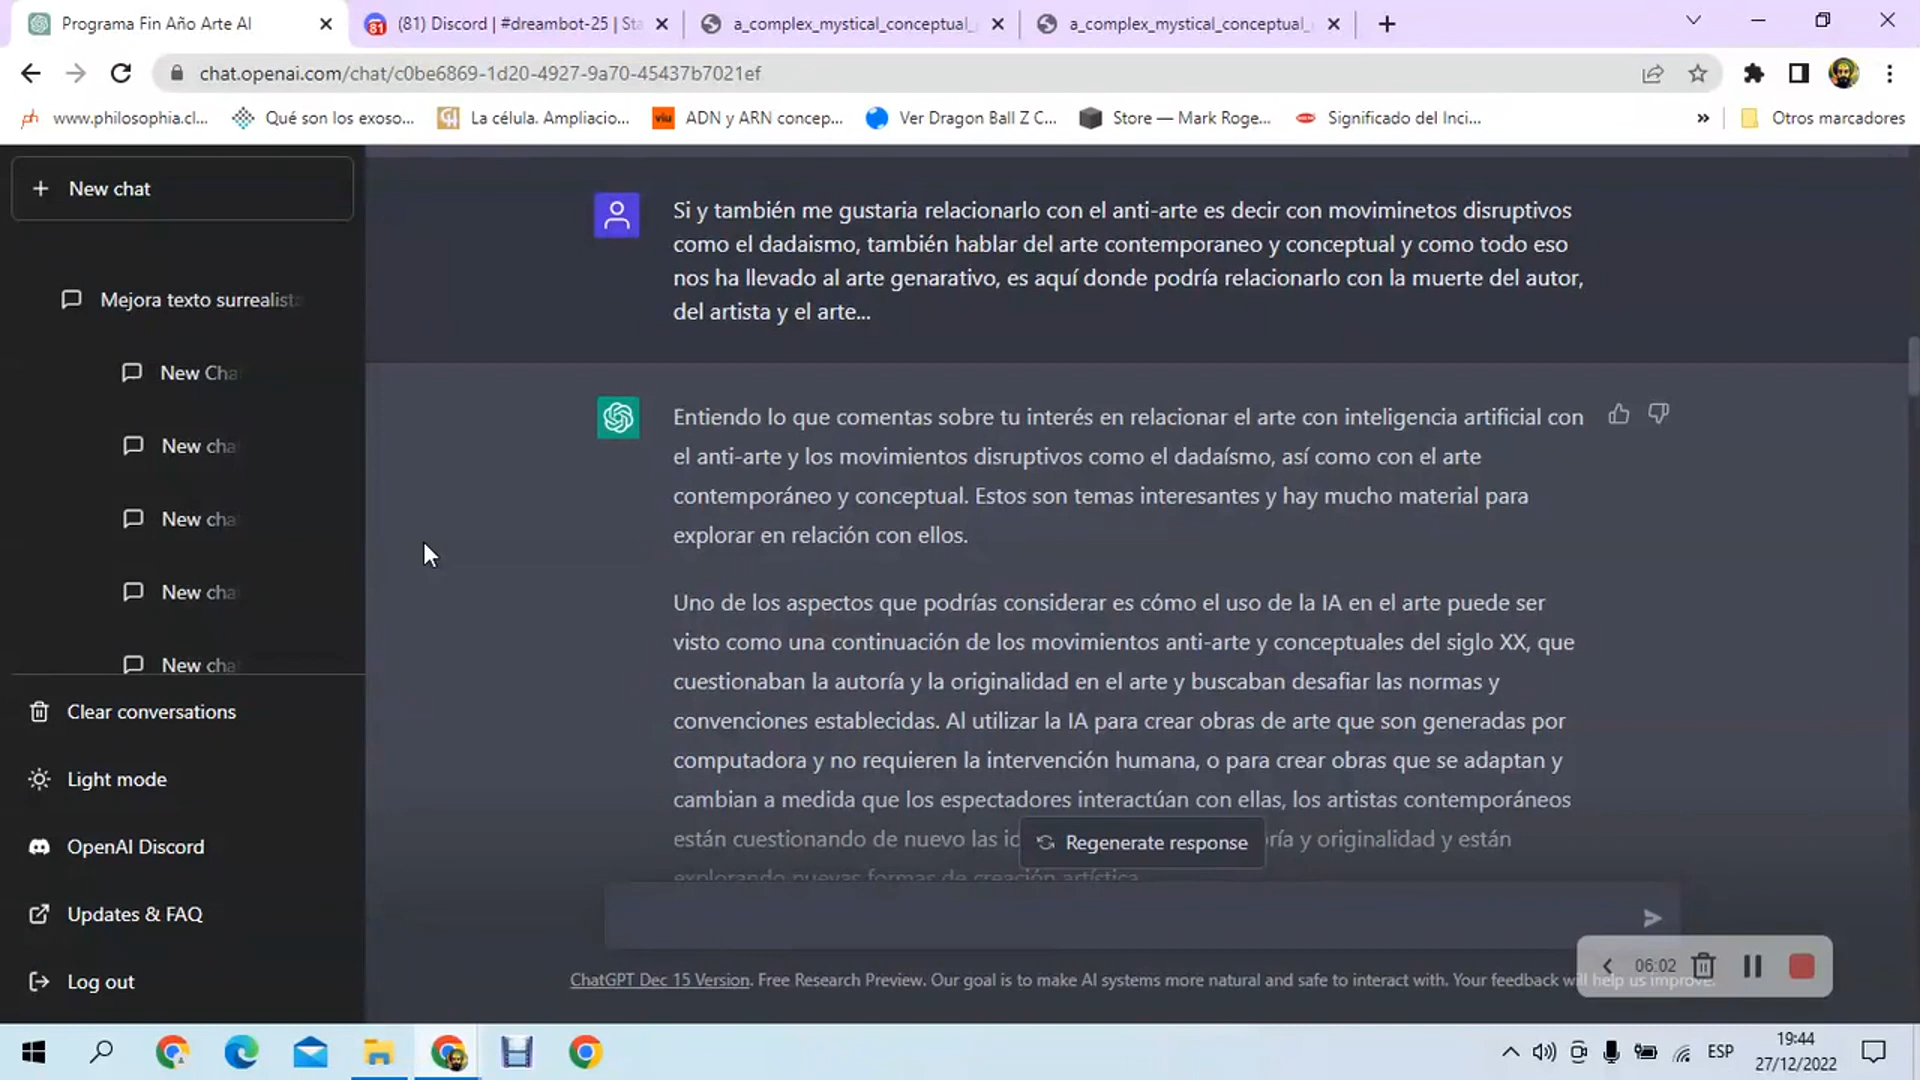 Programa Fin Año Arte AI
(81) Discord | #dreambot-25 | Sta
a_complex_mystical_conceptual_
a_complex_mystical_conceptual_
chat.openai.com/chat/c0be6869-1d20-4927-9a70-45437b7021ef
www.philosophia.cl...
Qué son los exoso...
La célula. Ampliacio...
viu
ADN y ARN concep...
Ver Dragon Ball Z C...
Store — Mark Roge...
Significado del Inci...
»
Otros marcadores
+ New chat
Mejora texto surrealista
New Cha
New cha
New cha
New cha
New cha
Clear conversations
Light mode
OpenAI Discord
Updates & FAQ
Log out
Si y también me gustaria relacionarlo con el anti-arte es decir con moviminetos disruptivos
como el dadaismo, también hablar del arte contemporaneo y conceptual y como todo eso
nos ha llevado al arte genarativo, es aquí donde podría relacionarlo con la muerte del autor,
del artista y el arte...
Entiendo lo que comentas sobre tu interés en relacionar el arte con inteligencia artificial con
el anti-arte y los movimientos disruptivos como el dadaísmo, así como con el arte
contemporáneo y conceptual. Estos son temas interesantes y hay mucho material para
explorar en relación con ellos.
Uno de los aspectos que podrías considerar es cómo el uso de la IA en el arte puede ser
visto como una continuación de los movimientos anti-arte y conceptuales del siglo XX, que
cuestionaban la autoría y la originalidad en el arte y buscaban desafiar las normas y
convenciones establecidas. Al utilizar la IA para crear obras de arte que son generadas por
computadora y no requieren la intervención humana, o para crear obras que se adaptan y
cambian a medida que los espectadores interactúan con ellas, los artistas contemporáneos
están cuestionando de nuevo las id ría y originalidad y están
Regenerate response
explorando nuevas formas de creación artística.
06:02
ChatGPT Dec 15 Version. Free Research Preview. Our goal is to make AI systems more natural and safe to interact with. Your feedback will help us improve.
ESP
19:44
27/12/2022